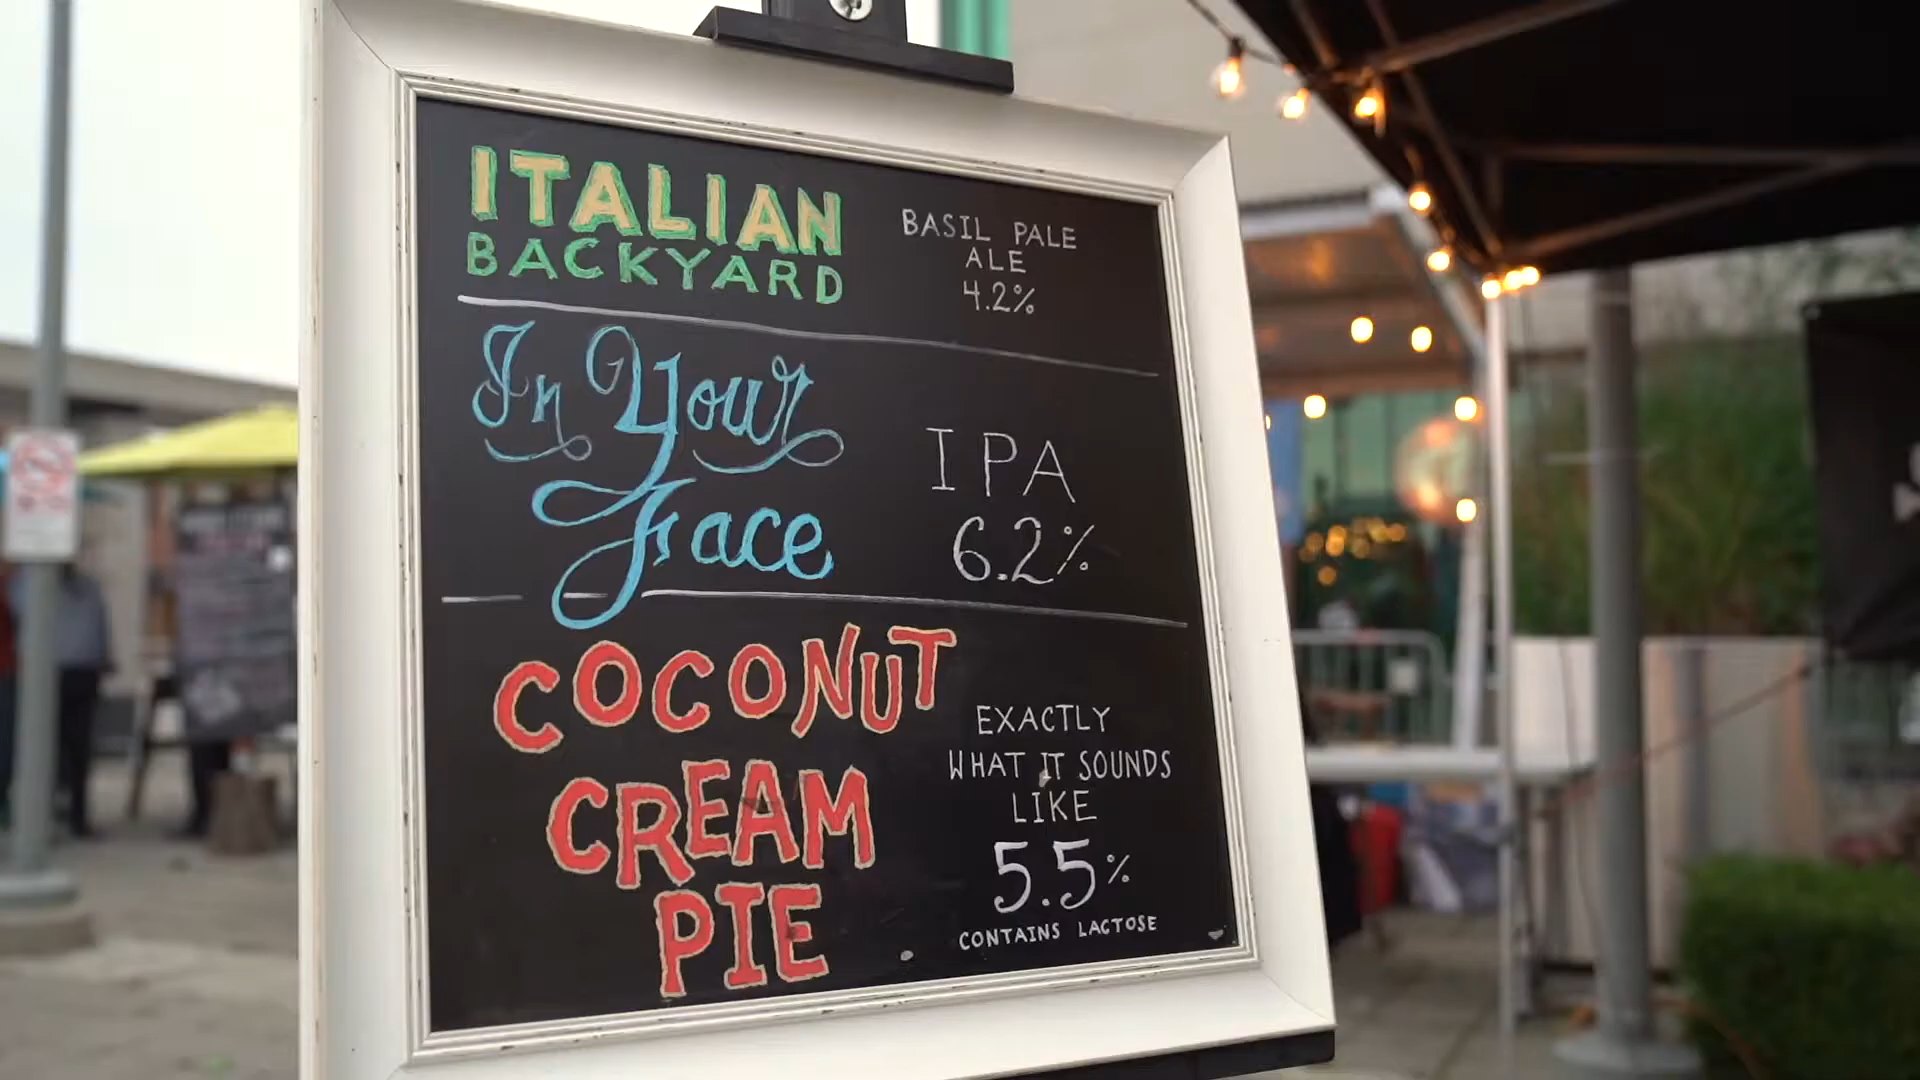 ITALIAN
BACKYARD
BASIL PALE
ALE
4.2%
In Your
Face
IPA
6.2%
COCONUT
CREAM
PIE
EXACTLY
WHAT IT SOUNDS
LIKE
5.5%
CONTAINS LACTOSE